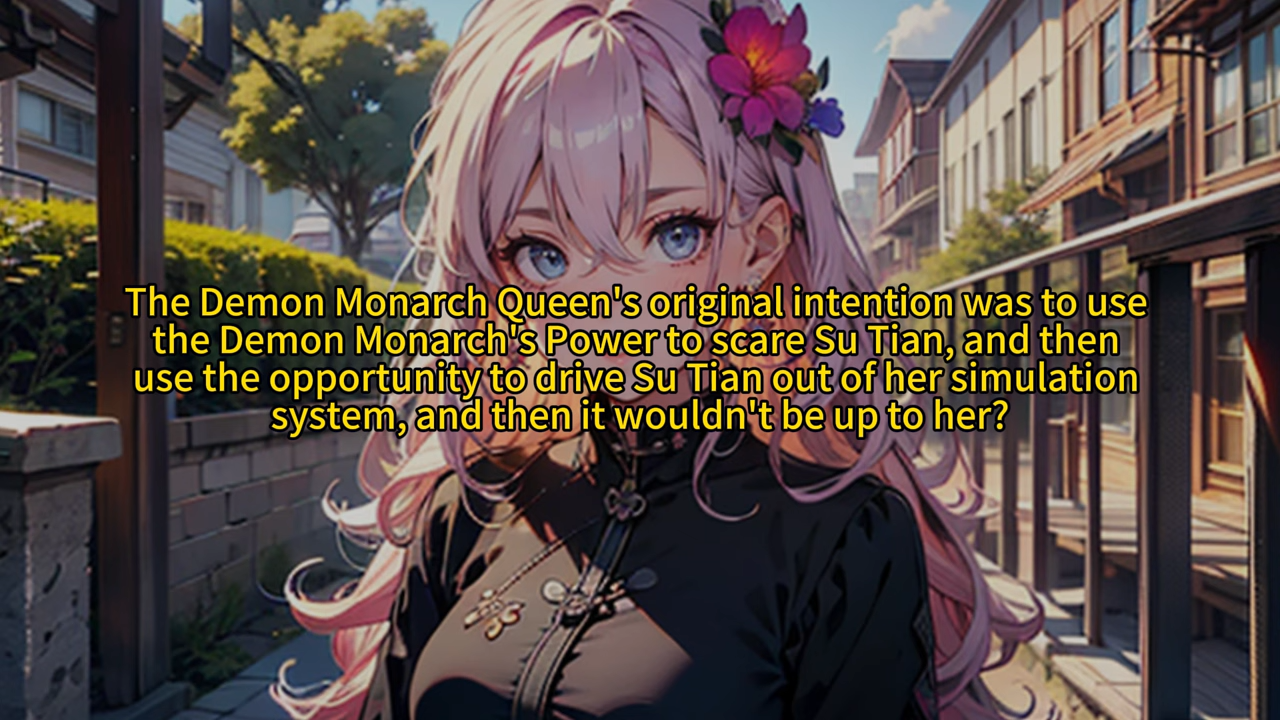 The Demon Monarch Queen's original intention was to use
the Demon Monarch's Power to scare Su Tian, and then
use the opportunity to drive Su Tian out of her simulation
system, and then it wouldn't be up to her?